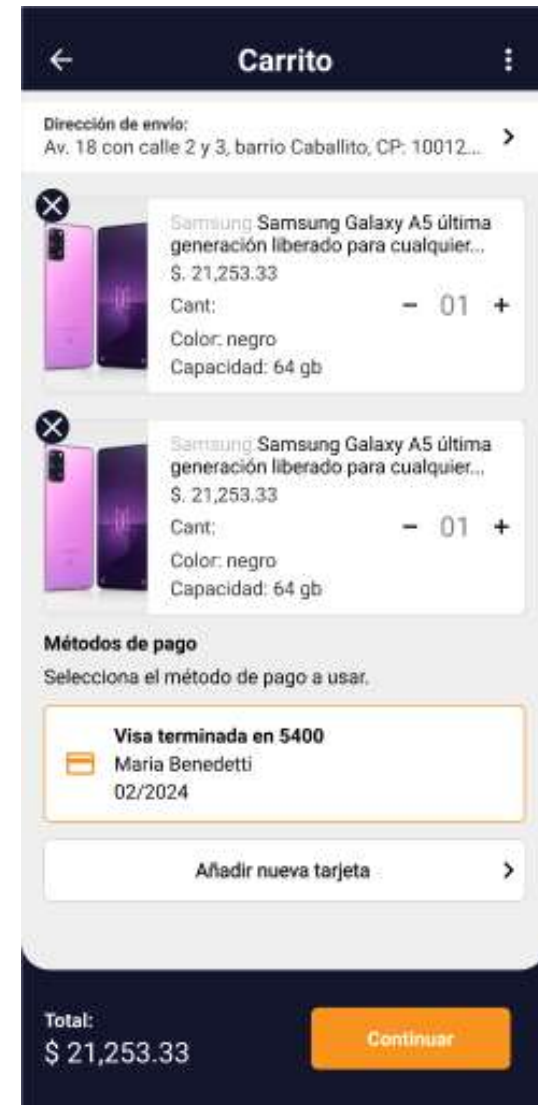 Carrito
Dirección de envío:
Av. 18 con calle 2 y 3, barrio Caballito, CP: 10012...
Samsung Samsung Galaxy A5 última
generación liberado para cualquier...
$. 21,253.33
Cant: - 01 +
Color: negro
Capacidad: 64 gb
Samsung Samsung Galaxy A5 última
generación liberado para cualquier...
$. 21,253.33
Cant: - 01 +
Color: negro
Capacidad: 64 gb
Métodos de pago
Selecciona el método de pago a usar.
Visa terminada en 5400
Maria Benedetti
02/2024
Añadir nueva tarjeta
Total:
$ 21,253.33
Continuar